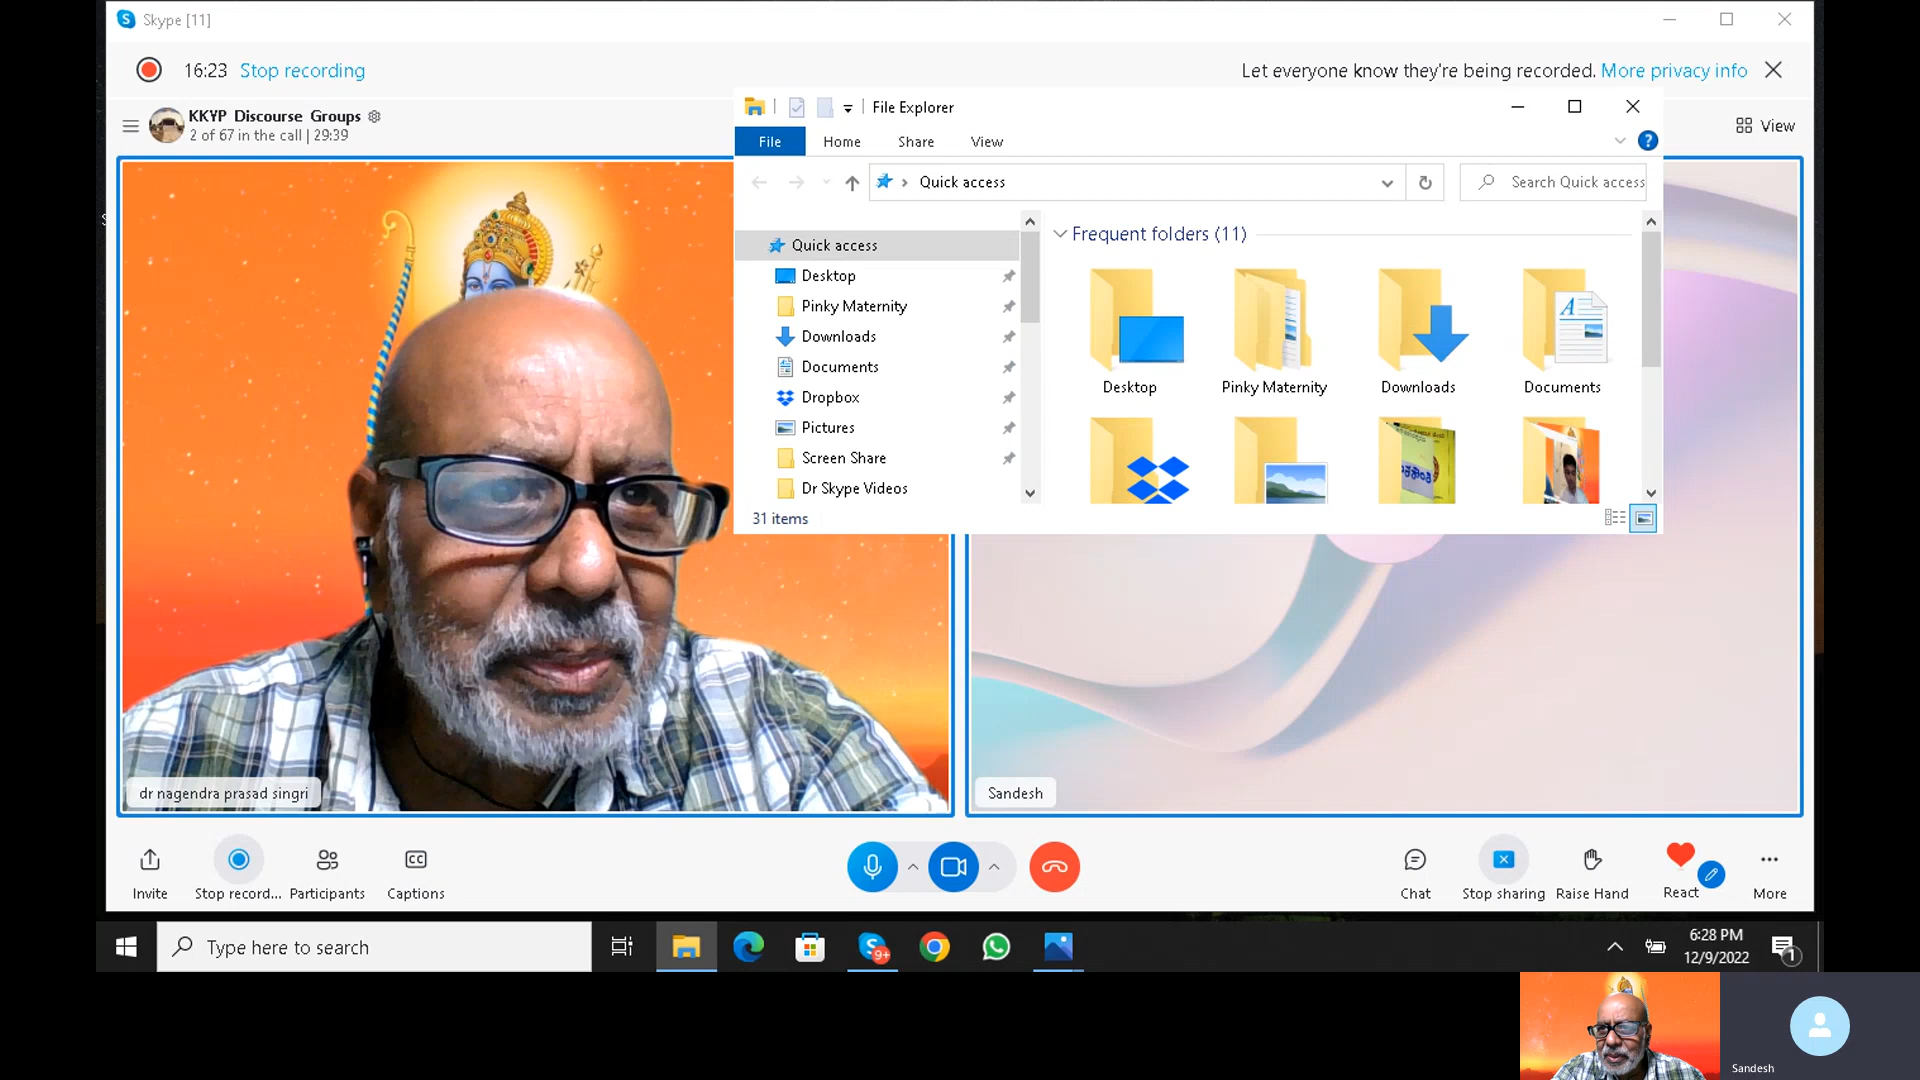 Skype [11]
16:23 Stop recording
Let everyone know they're being recorded. More privacy info
KKYP Discourse Groups
2 of 67 in the call | 29:39
View
File Explorer
File Home Share View
Quick access
Search Quick access
Quick access
Desktop
Pinky Maternity
Downloads
Documents
Dropbox
Pictures
Screen Share
Dr Skype Videos
Frequent folders (11)
Desktop Pinky Maternity Downloads Documents
31 items
dr nagendra prasad singri
Sandesh
Invite Stop record... Participants Captions
Chat Stop sharing Raise Hand React More
Type here to search
9+
6:28 PM
12/9/2022
1
Sandesh